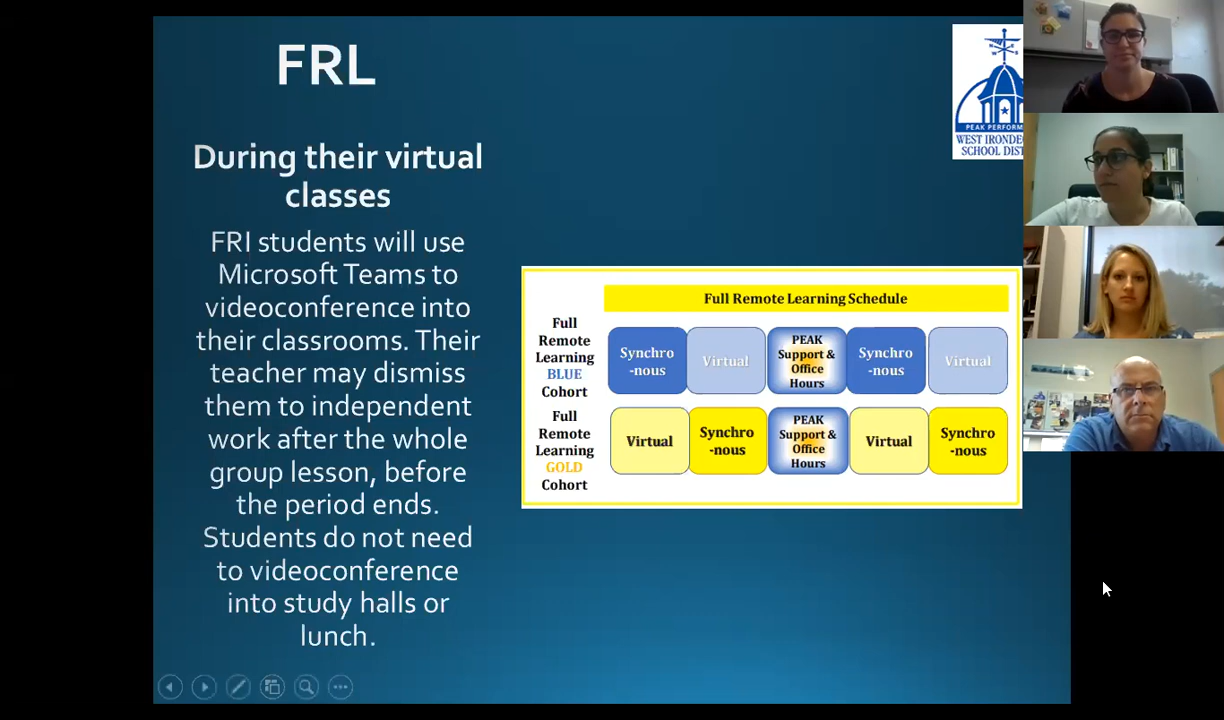 FRL
During their virtual
classes
FRI students will use
Microsoft Teams to
videoconference into
their classrooms. Their
teacher may dismiss
them to independent
work after the whole
group lesson, before
the period ends.
Students do not need
to videoconference
into study halls or
lunch.
PEAK PERFORM
WEST IRONDE
SCHOOL DIST
Full Remote Learning Schedule
Full
Remote
Learning
BLUE
Cohort
Synchro
-nous
Virtual
PEAK
Support &
Office
Hours
Synchro
-nous
Virtual
Full
Remote
Learning
GOLD
Cohort
Virtual
Synchro
-nous
PEAK
Support &
Office
Hours
Virtual
Synchro
-nous